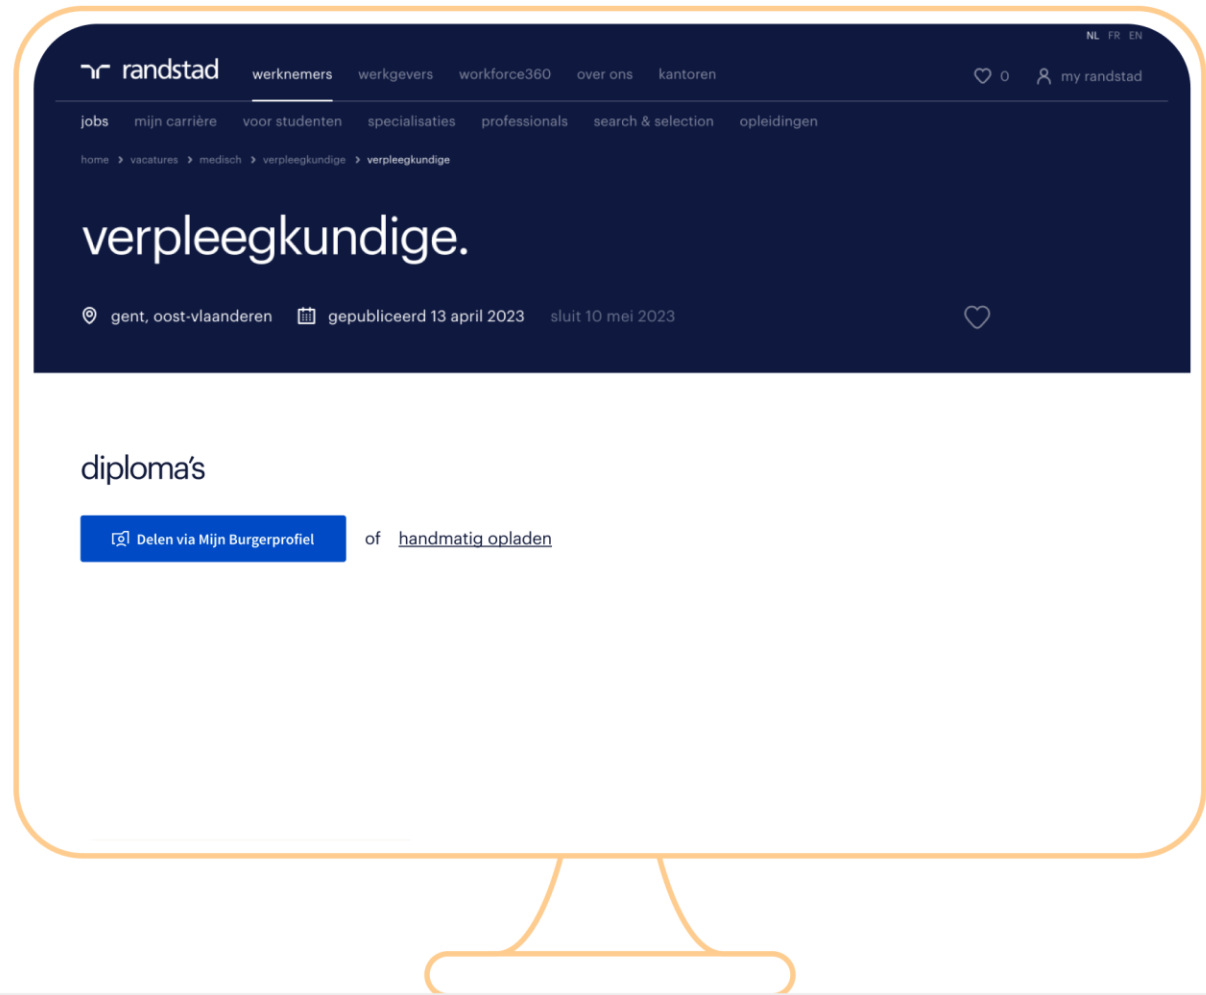 NL FR EN
randstad werknemers werkgevers workforce360 over ons kantoren 0 my randstad
jobs mijn carrière voor studenten specialisaties professionals search & selection opleidingen
home > vacatures > medisch > verpleegkundige > verpleegkundige
verpleegkundige.
gent, oost-vlaanderen gepubliceerd 13 april 2023 sluit 10 mei 2023
diploma's
Delen via Mijn Burgerprofiel of handmatig opladen